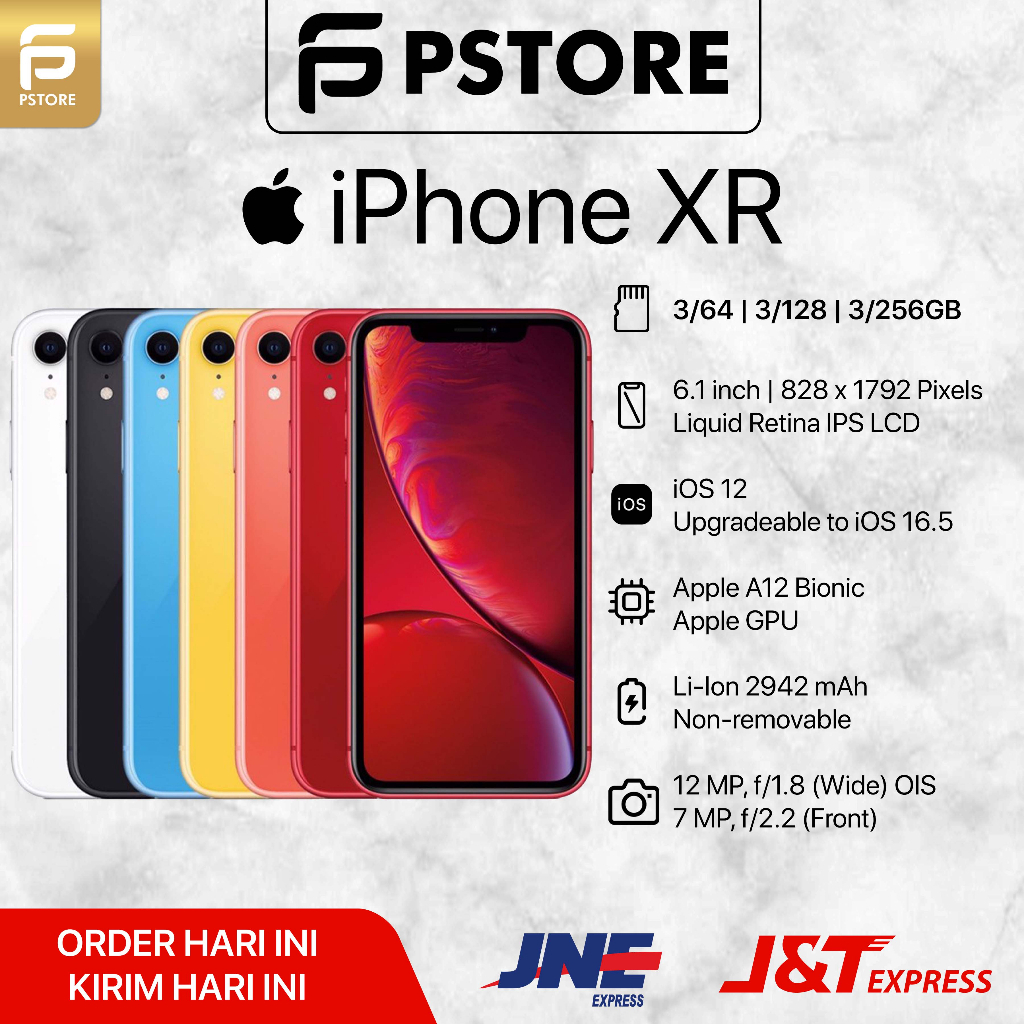 PSTORE
PSTORE
iPhone XR
3/64 | 3/128 | 3/256GB
6.1 inch | 828 x 1792 Pixels
Liquid Retina IPS LCD
iOS
iOS 12
Upgradeable to iOS 16.5
Apple A12 Bionic
Apple GPU
Li-Ion 2942 mAh
Non-removable
12 MP, f/1.8 (Wide) OIS
7 MP, f/2.2 (Front)
ORDER HARI INI
KIRIM HARI INI
JNE
EXPRESS
J&T EXPRESS